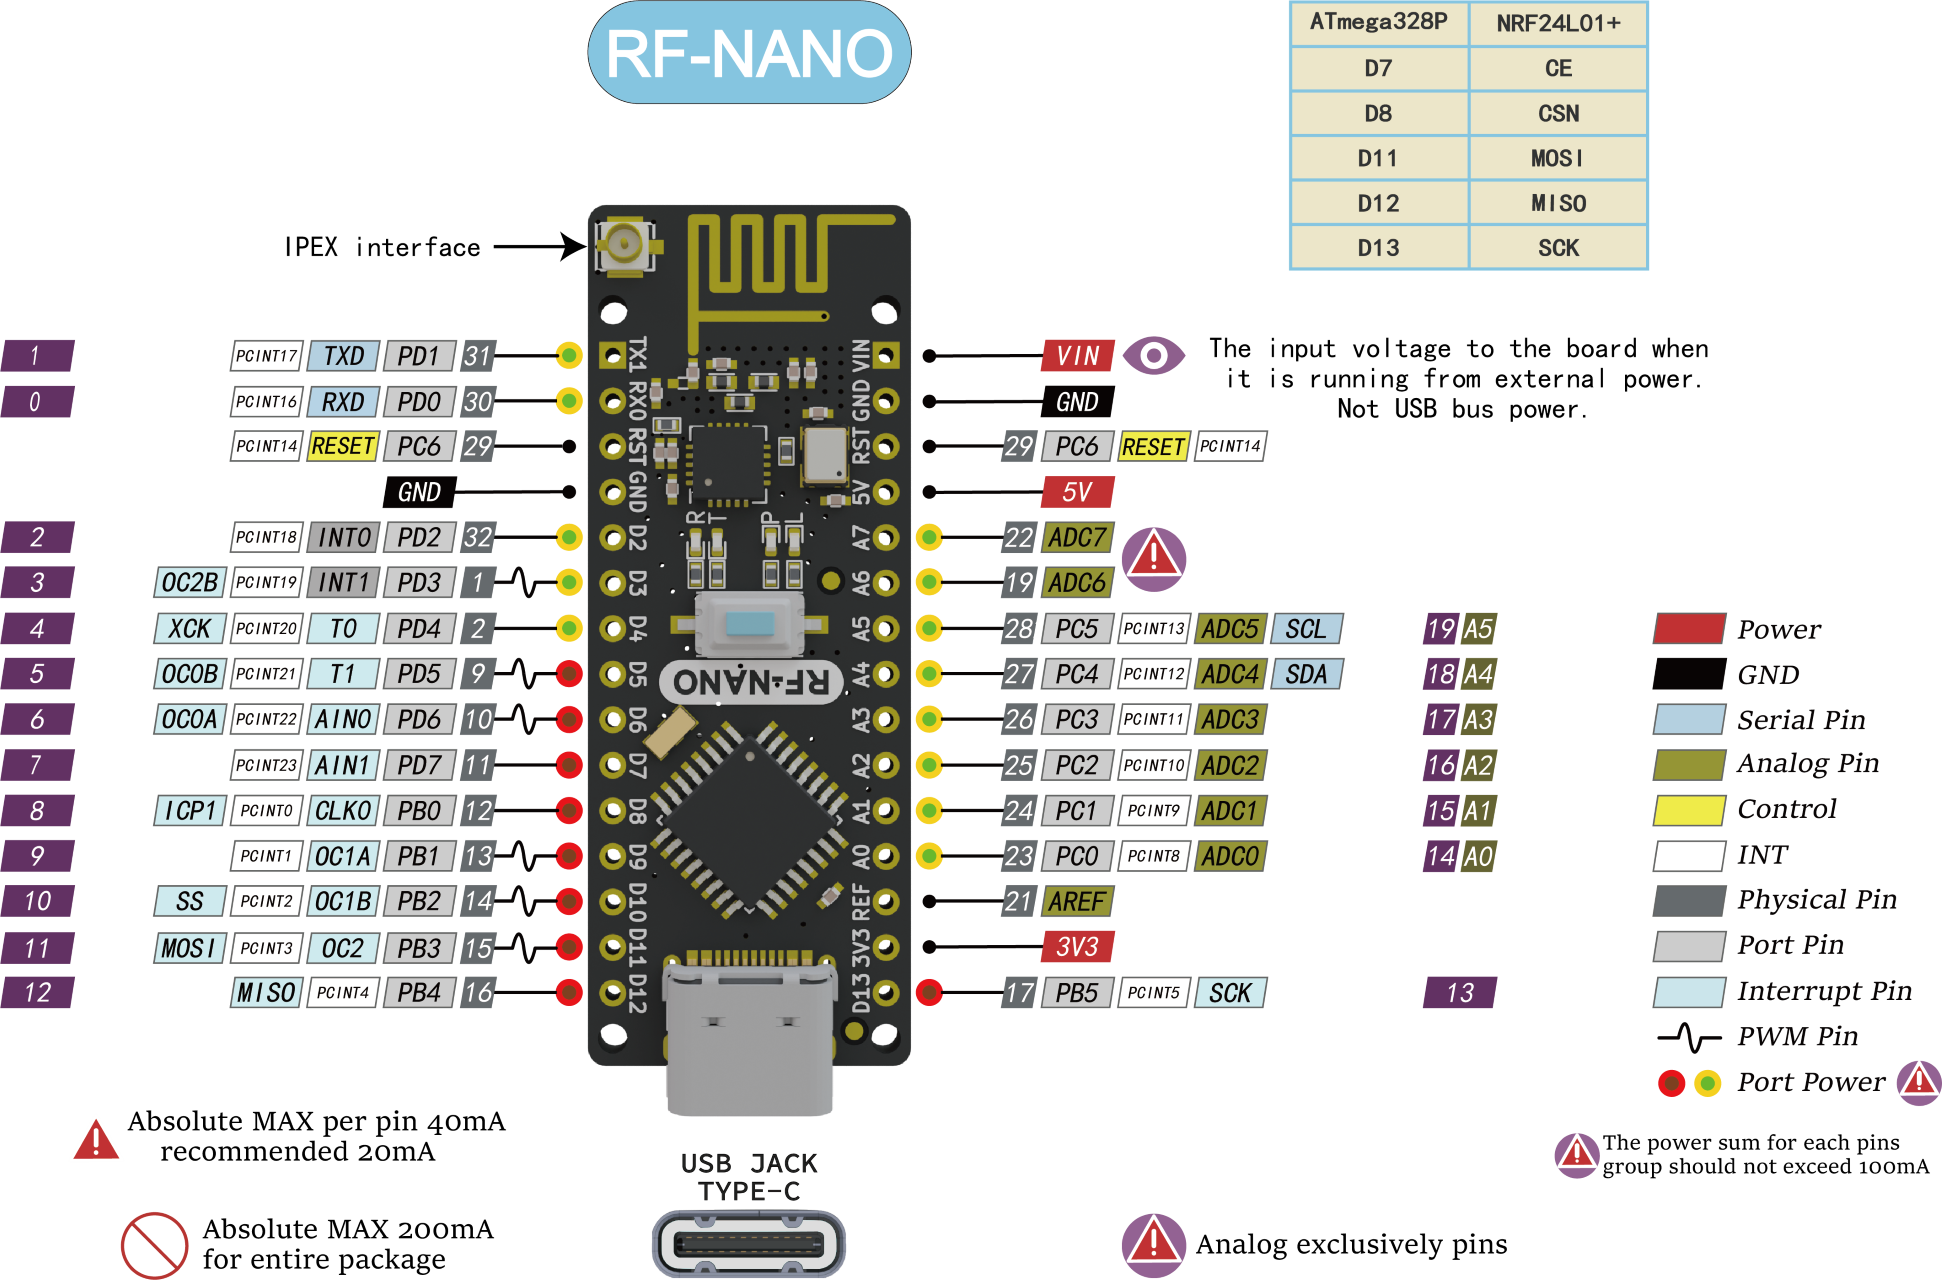 RF-NANO
ATmega328P NRF24L01+
D7 CE
D8 CSN
D11 MOSI
D12 MISO
D13 SCK
IPEX interface
1 PCINT17 TXD PD1 31 TX1 VIN VIN
The input voltage to the board when
it is running from external power.
Not USB bus power.
0 PCINT16 RXD PD0 30 RX0 GND GND
PCINT14 RESET PC6 29 RST RST 29 PC6 RESET PCINT14
GND GND 5V 5V
R T P L
2 PCINT18 INT0 PD2 32 D2 A7 22 ADC7
3 OC2B PCINT19 INT1 PD3 1 D3 A6 19 ADC6
4 XCK PCINT20 T0 PD4 2 D4 A5 28 PC5 PCINT13 ADC5 SCL 19 A5
5 OC0B PCINT21 T1 PD5 9 D5 A4 27 PC4 PCINT12 ADC4 SDA 18 A4
RF-NANO
6 OC0A PCINT22 AIN0 PD6 10 D6 A3 26 PC3 PCINT11 ADC3 17 A3
7 PCINT23 AIN1 PD7 11 D7 A2 25 PC2 PCINT10 ADC2 16 A2
8 ICP1 PCINT0 CLK0 PB0 12 D8 A1 24 PC1 PCINT9 ADC1 15 A1
9 PCINT1 OC1A PB1 13 D9 A0 23 PC0 PCINT8 ADC0 14 A0
10 SS PCINT2 OC1B PB2 14 D10 REF 21 AREF
11 MOSI PCINT3 OC2 PB3 15 D11 3V3 3V3
12 MISO PCINT4 PB4 16 D12 D13 17 PB5 PCINT5 SCK 13
Power
GND
Serial Pin
Analog Pin
Control
INT
Physical Pin
Port Pin
Interrupt Pin
PWM Pin
Port Power
Absolute MAX per pin 40mA
recommended 20mA
The power sum for each pins
group should not exceed 100mA
USB JACK
TYPE-C
Absolute MAX 200mA
for entire package
Analog exclusively pins